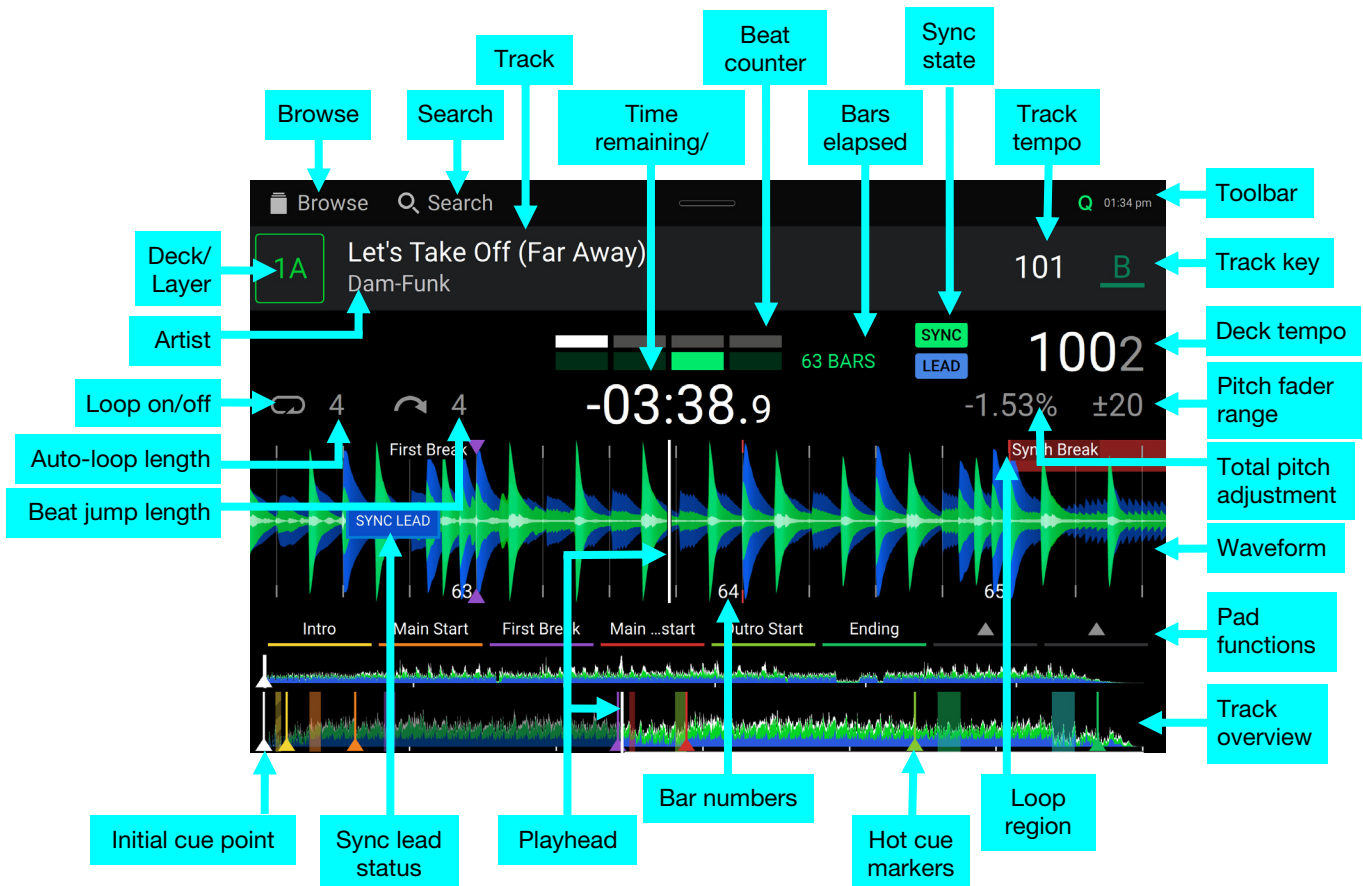 Sync
state
Beat
counter
Track
Browse
Search
Time
remaining/
Bars
elapsed
Track
tempo
Browse
Search
Q
01:34 pm
Toolbar
Deck/
Layer
1A
Let's Take Off (Far Away)
Dam-Funk
101
B
Track key
Artist
63 BARS
SYNC
LEAD
1002
Deck tempo
Loop on/off
4
4
-03:38.9
-1.53%
±20
Pitch fader
range
Auto-loop length
First Break
Synth Break
Total pitch
adjustment
Beat jump length
SYNC LEAD
Waveform
63
64
65
Intro
Main Start
First Break
Main ...start
Outro Start
Ending
Pad
functions
Track
overview
Initial cue point
Sync lead
status
Playhead
Bar numbers
Hot cue
markers
Loop
region